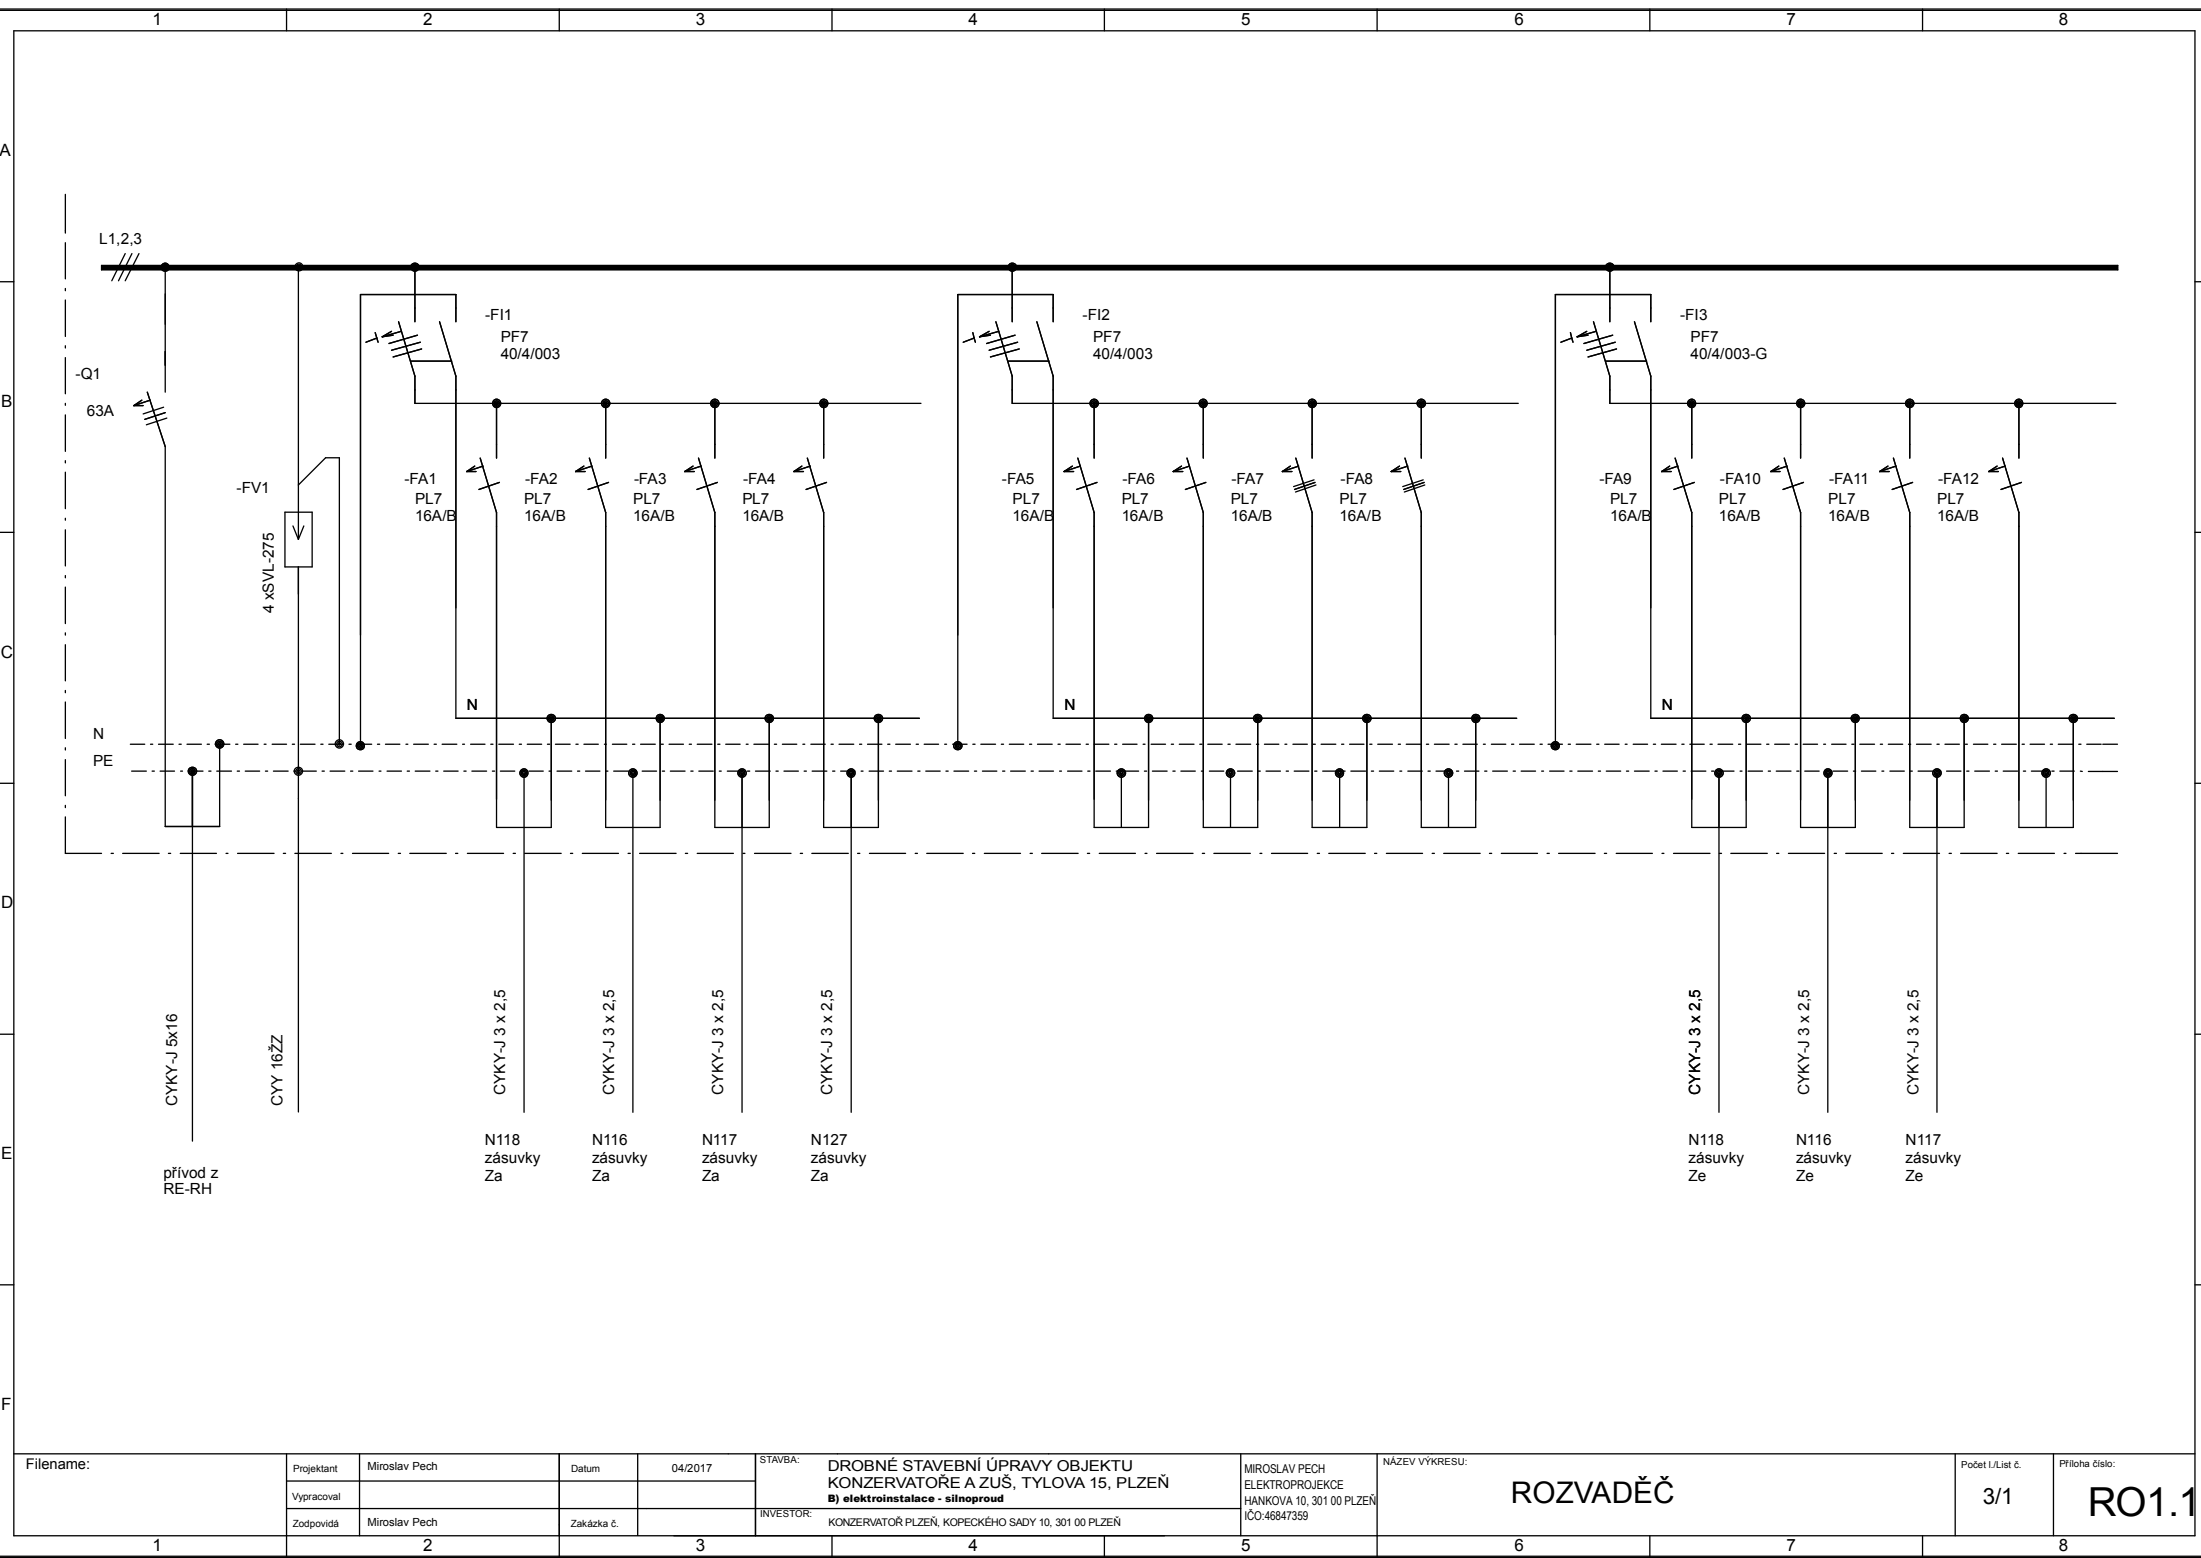 1 2 3 4 5 6 7 8
A
B
C
D
E
F
L1,2,3
-Q1
63A
-FV1
4 xSVL-275
-FI1
PF7
40/4/003
-FI2
PF7
40/4/003
-FI3
PF7
40/4/003-G
-FA1
PL7
16A/B
-FA2
PL7
16A/B
-FA3
PL7
16A/B
-FA4
PL7
16A/B
-FA5
PL7
16A/B
-FA6
PL7
16A/B
-FA7
PL7
16A/B
-FA8
PL7
16A/B
-FA9
PL7
16A/B
-FA10
PL7
16A/B
-FA11
PL7
16A/B
-FA12
PL7
16A/B
N
N
N
N
PE
CYKY-J 5x16
CYY 16ŽZ
CYKY-J 3 x 2,5
CYKY-J 3 x 2,5
CYKY-J 3 x 2,5
CYKY-J 3 x 2,5
CYKY-J 3 x 2,5
CYKY-J 3 x 2,5
CYKY-J 3 x 2,5
přívod z
RE-RH
N118
zásuvky
Za
N116
zásuvky
Za
N117
zásuvky
Za
N127
zásuvky
Za
N118
zásuvky
Ze
N116
zásuvky
Ze
N117
zásuvky
Ze
Filename:
Projektant Miroslav Pech
Vypracoval
Zodpovídá Miroslav Pech
Datum 04/2017
Zakázka č.
STAVBA:
DROBNÉ STAVEBNÍ ÚPRAVY OBJEKTU
KONZERVATOŘE A ZUŠ, TYLOVA 15, PLZEŇ
B) elektroinstalace - silnoproud
INVESTOR:
KONZERVATOŘ PLZEŇ, KOPECKÉHO SADY 10, 301 00 PLZEŇ
MIROSLAV PECH
ELEKTROPROJEKCE
HANKOVA 10, 301 00 PLZEŇ
IČO:46847359
NÁZEV VÝKRESU:
ROZVADĚČ
Počet l./List č.
3/1
Příloha číslo:
RO1.1
1 2 3 4 5 6 7 8